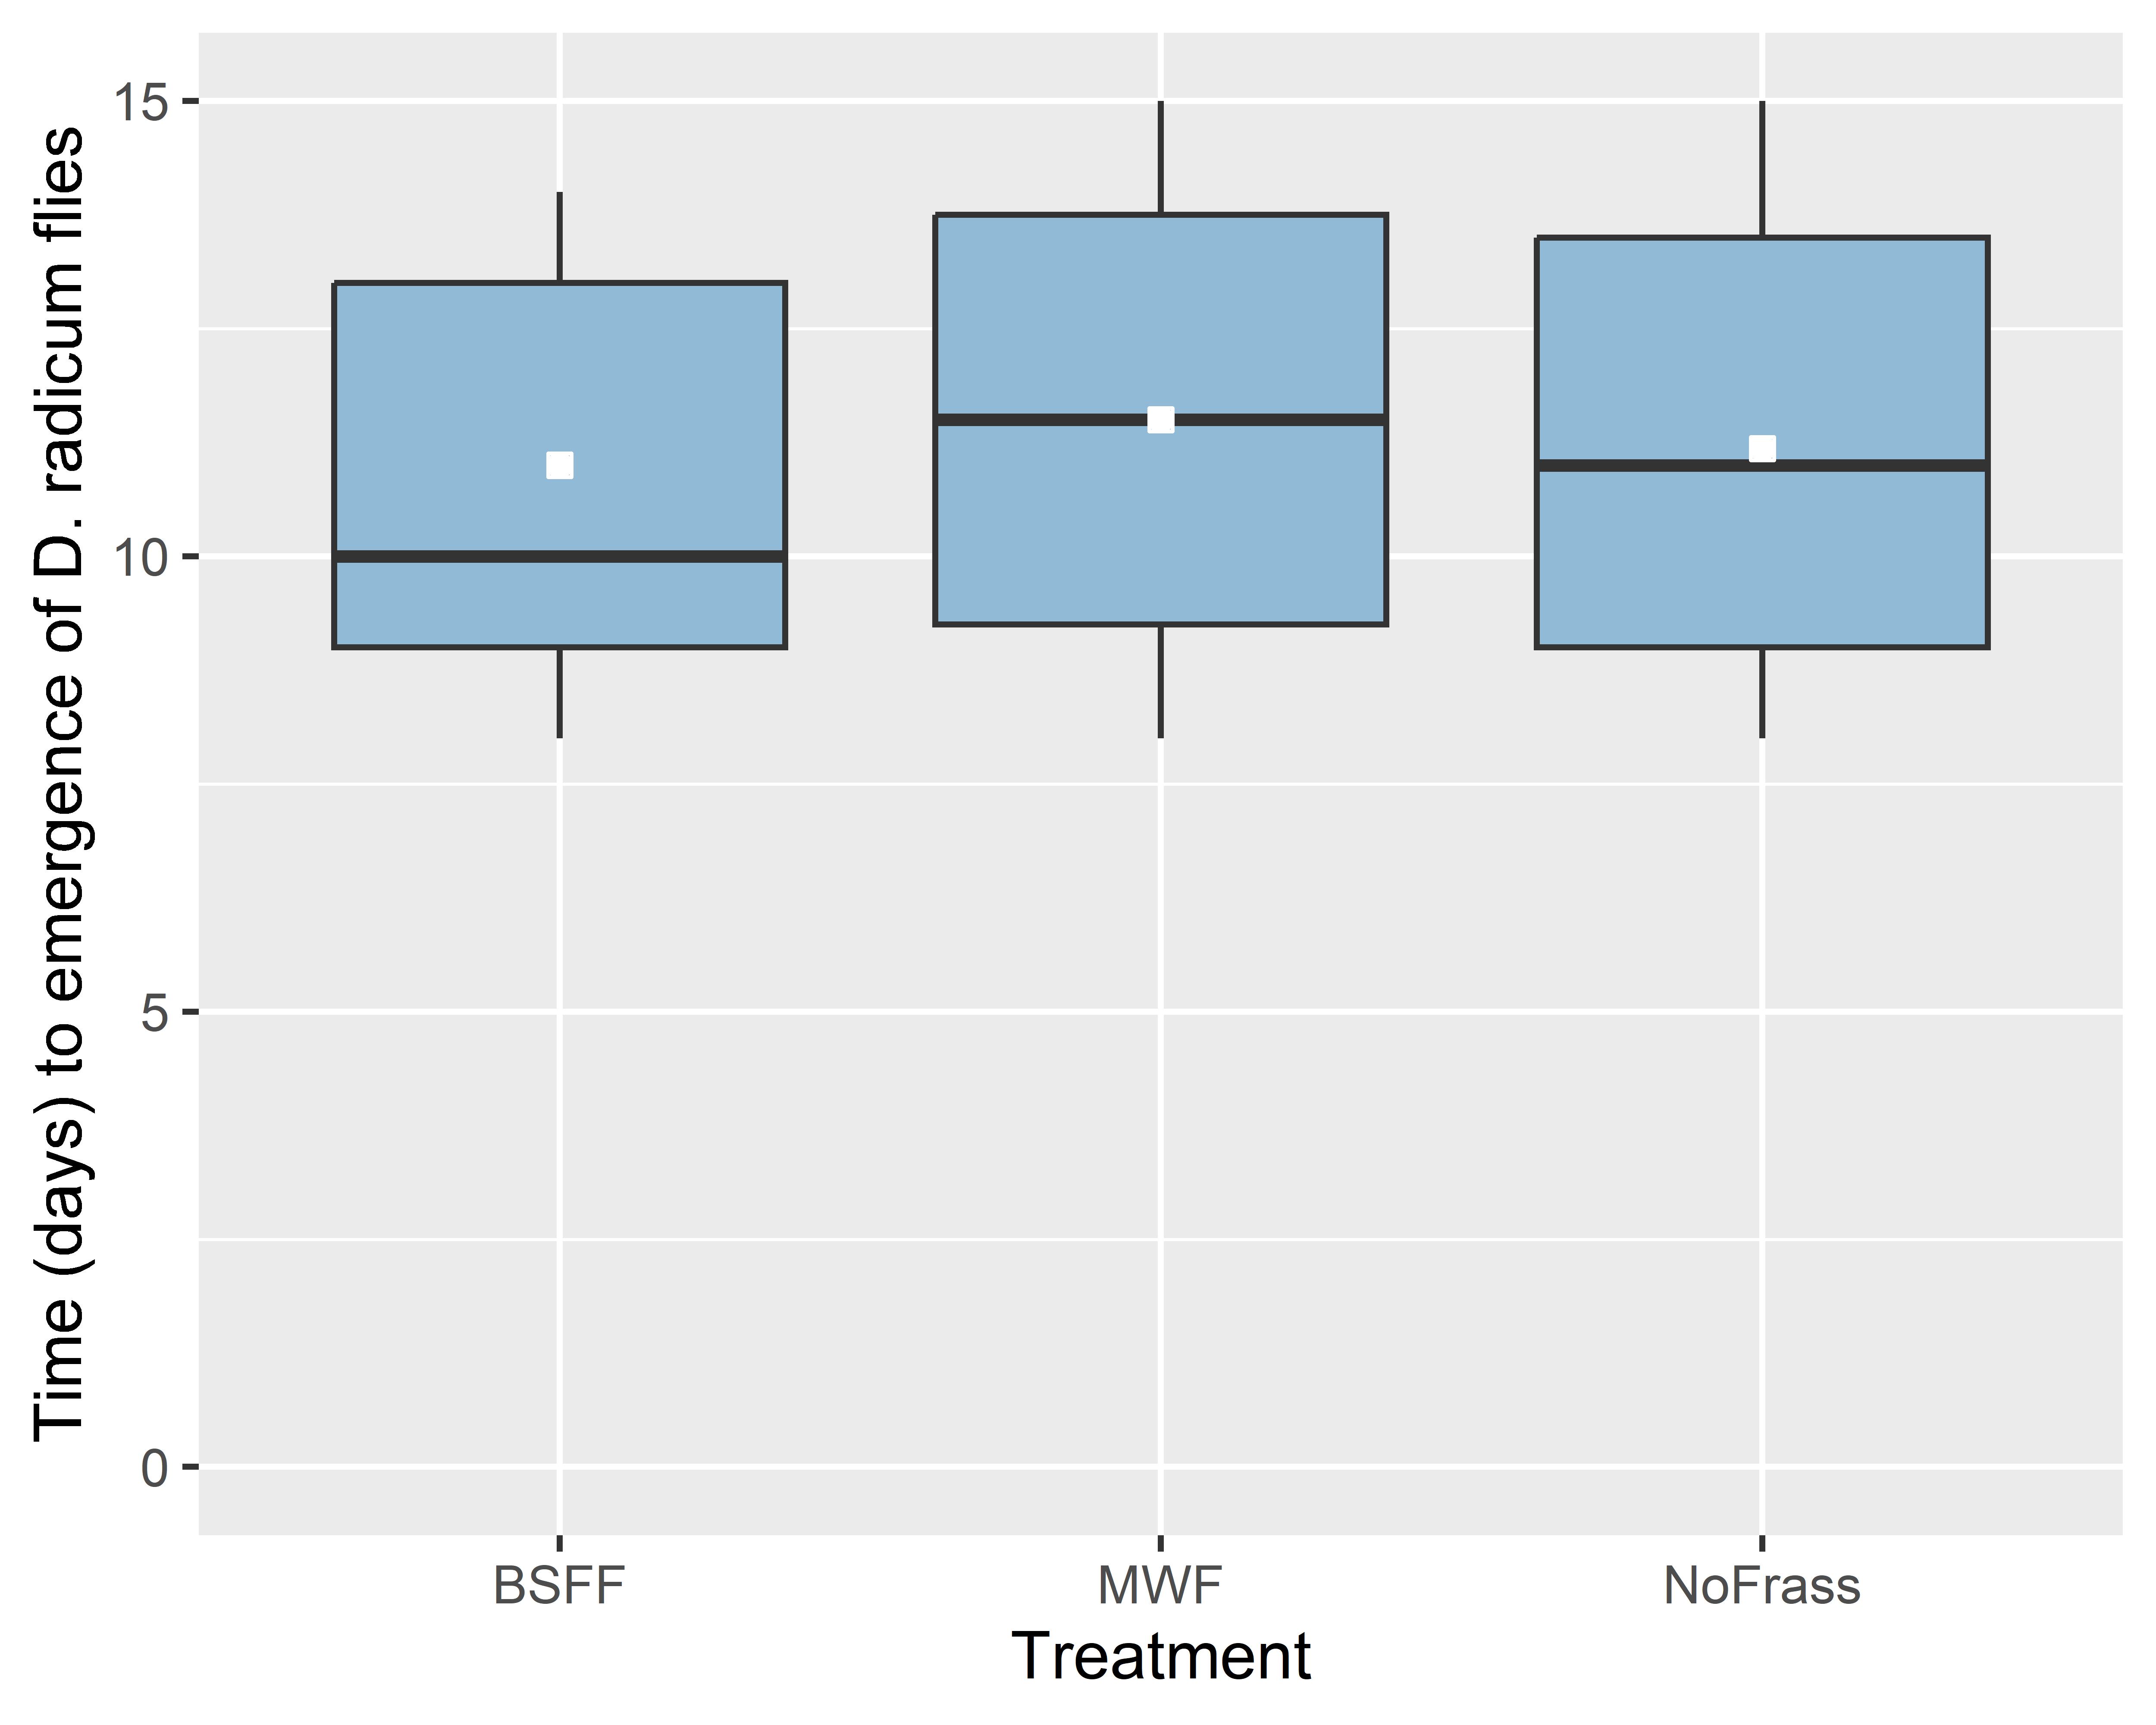 Time (days) to emergence of D. radicum flies
15
10
5
0
BSFF MWF NoFrass
Treatment